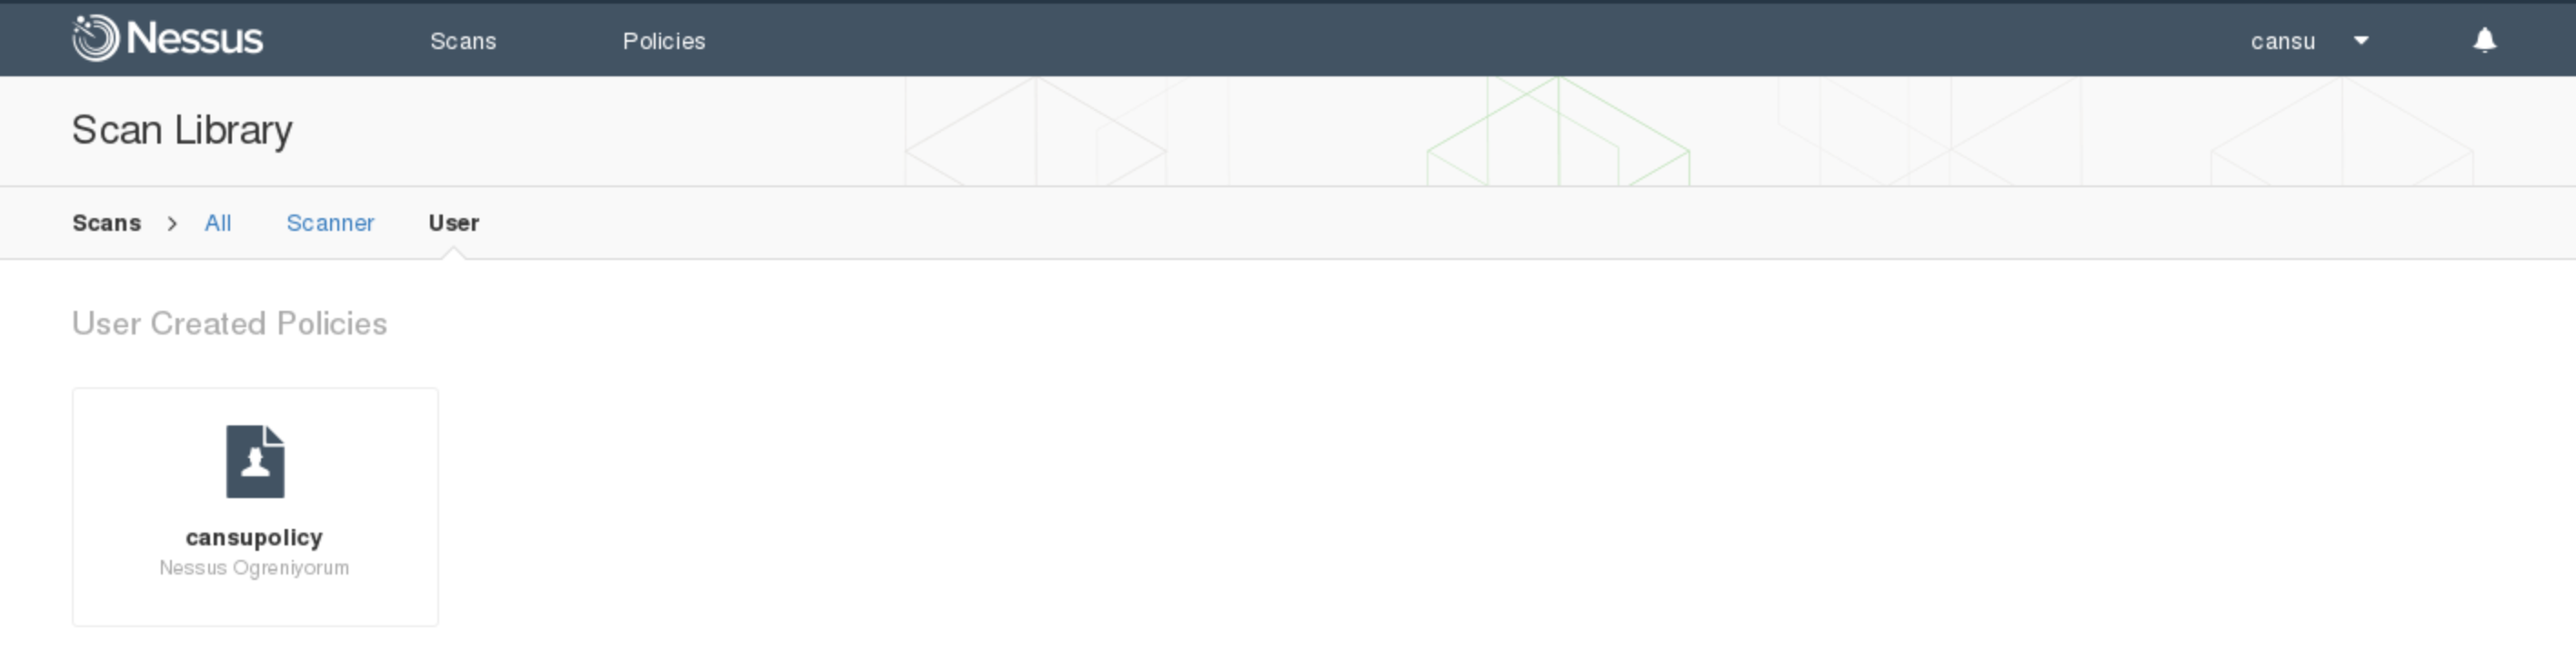 Nessus Scans Policies cansu
Scan Library
Scans > All Scanner User
User Created Policies
cansupolicy
Nessus Ogreniyorum